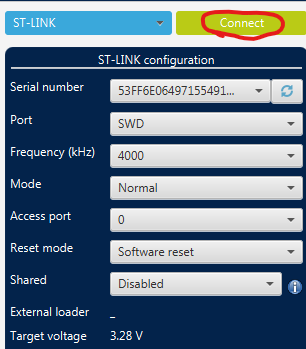 ST-LINK
Connect
ST-LINK configuration
Serial number 53FF6E06497155491...
Port SWD
Frequency (kHz) 4000
Mode Normal
Access port 0
Reset mode Software reset
Shared Disabled
External loader _
Target voltage 3.28 V